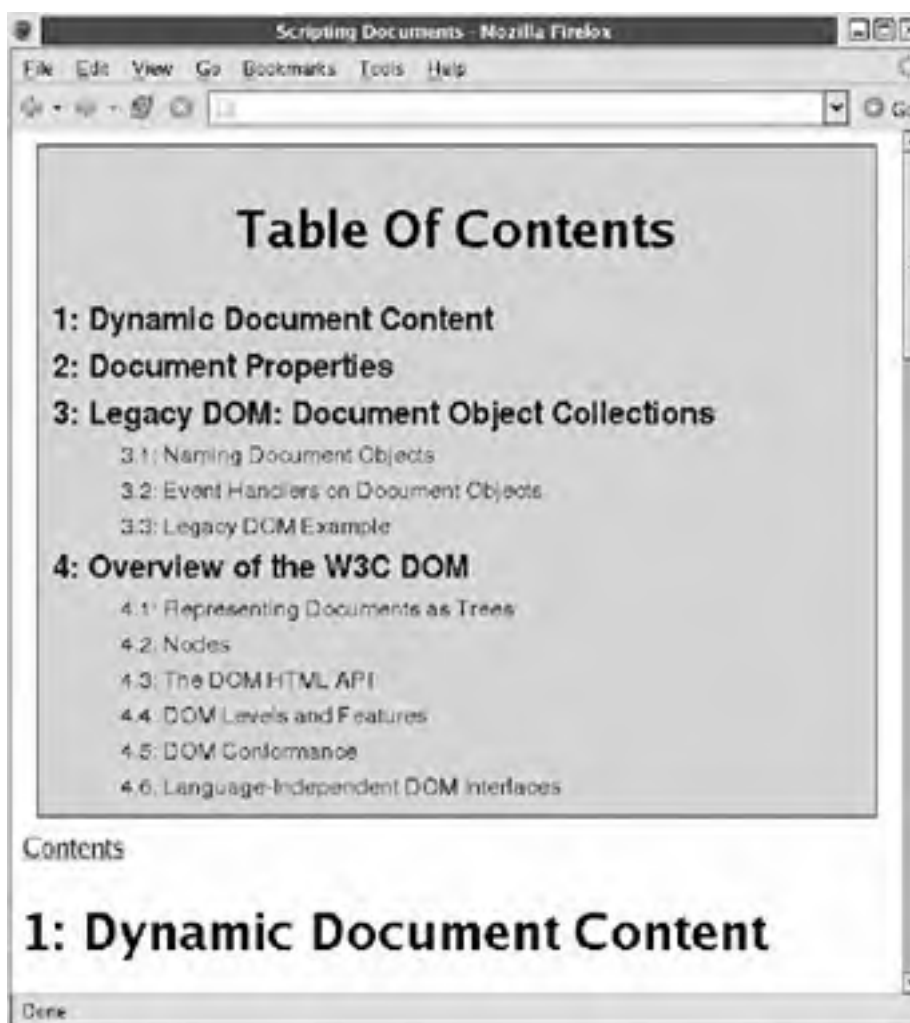 Scripting Documents - Mozilla Firefox
File Edit View Go Bookmarks Tools Help
Table Of Contents
1: Dynamic Document Content
2: Document Properties
3: Legacy DOM: Document Object Collections
3.1: Naming Document Objects
3.2: Event Handlers on Document Objects
3.3: Legacy DOM Example
4: Overview of the W3C DOM
4.1: Representing Documents as Trees
4.2: Nodes
4.3: The DOM HTML API
4.4: DOM Levels and Features
4.5: DOM Conformance
4.6: Language-Independent DOM Interfaces
Contents
1: Dynamic Document Content
Done